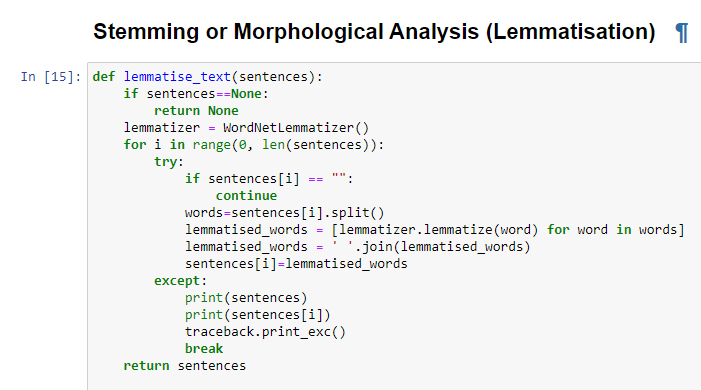 Stemming or Morphological Analysis (Lemmatisation) ¶
In [15]: def lemmatise_text(sentences):
    if sentences==None:
        return None
    lemmatizer = WordNetLemmatizer()
    for i in range(0, len(sentences)):
        try:
            if sentences[i] == "":
                continue
            words=sentences[i].split()
            lemmatised_words = [lemmatizer.lemmatize(word) for word in words]
            lemmatised_words = ' '.join(lemmatised_words)
            sentences[i]=lemmatised_words
        except:
            print(sentences)
            print(sentences[i])
            traceback.print_exc()
            break
    return sentences